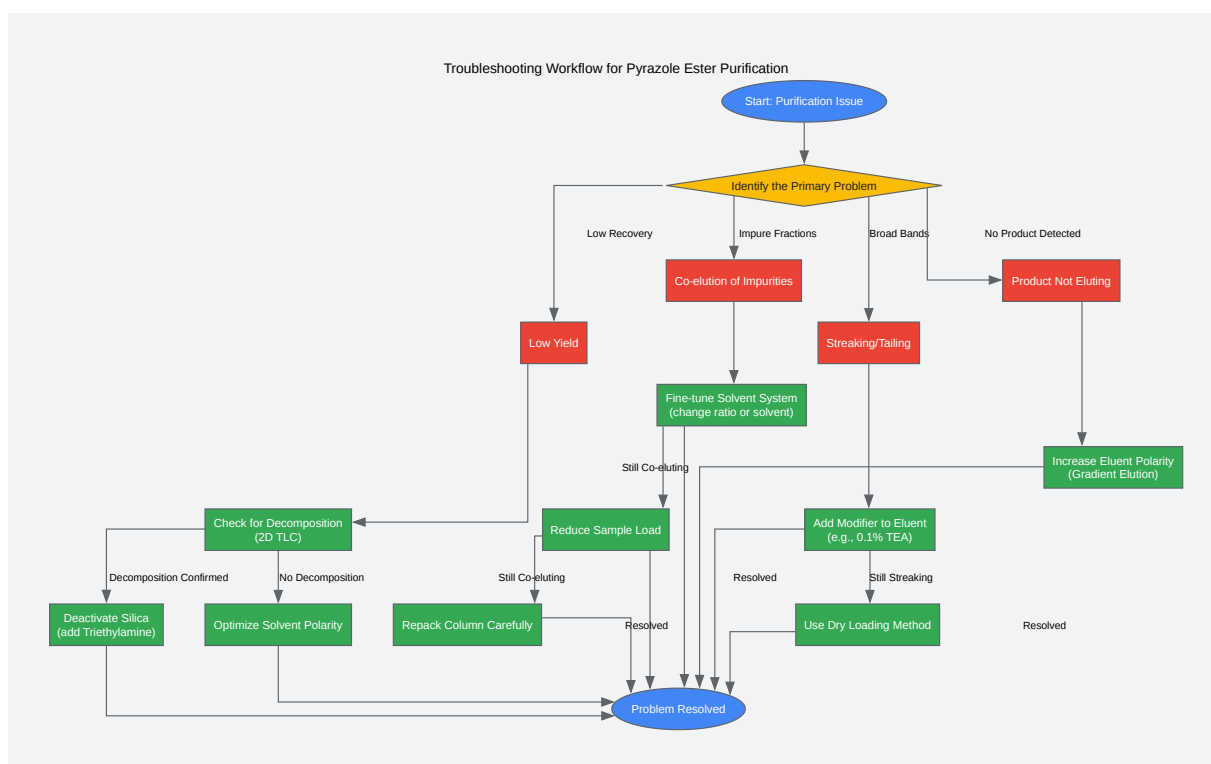 Troubleshooting Workflow for Pyrazole Ester Purification
Start: Purification Issue
Identify the Primary Problem
Low Recovery
Impure Fractions
Broad Bands
No Product Detected
Co-elution of Impurities
Product Not Eluting
Low Yield
Streaking/Tailing
Fine-tune Solvent System
(change ratio or solvent)
Still Co-eluting
Increase Eluent Polarity
(Gradient Elution)
Check for Decomposition
(2D TLC)
Reduce Sample Load
Add Modifier to Eluent
(e.g., 0.1% TEA)
Decomposition Confirmed
No Decomposition
Still Co-eluting
Resolved
Still Streaking
Deactivate Silica
(add Triethylamine)
Optimize Solvent Polarity
Repack Column Carefully
Resolved
Use Dry Loading Method
Resolved
Problem Resolved